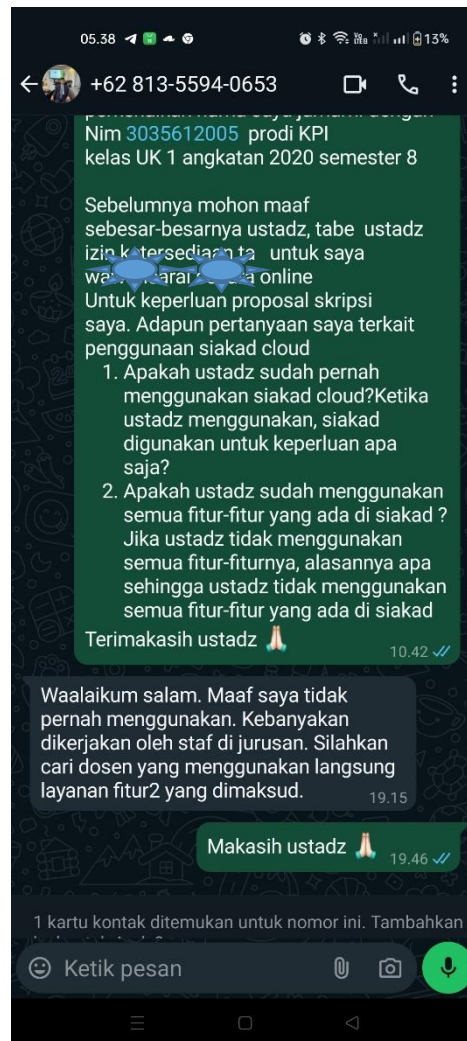 05.38
13%
+62 813-5594-0653
Nim 3035612005 prodi KPI
kelas UK 1 angkatan 2020 semester 8
Sebelumnya mohon maaf
sebesar-besarnya ustadz, tabe ustadz
izin ketersediaan ta untuk saya
online
Untuk keperluan proposal skripsi
saya. Adapun pertanyaan saya terkait
penggunaan siakad cloud
1. Apakah ustadz sudah pernah
menggunakan siakad cloud?Ketika
ustadz menggunakan, siakad
digunakan untuk keperluan apa
saja?
2. Apakah ustadz sudah menggunakan
semua fitur-fitur yang ada di siakad ?
Jika ustadz tidak menggunakan
semua fitur-fiturnya, alasannya apa
sehingga ustadz tidak menggunakan
semua fitur-fitur yang ada di siakad
Terimakasih ustadz
10.42
Waalaikum salam. Maaf saya tidak
pernah menggunakan. Kebanyakan
dikerjakan oleh staf di jurusan. Silahkan
cari dosen yang menggunakan langsung
layanan fitur2 yang dimaksud.
19.15
Makasih ustadz
19.46
1 kartu kontak ditemukan untuk nomor ini. Tambahkan
Ketik pesan